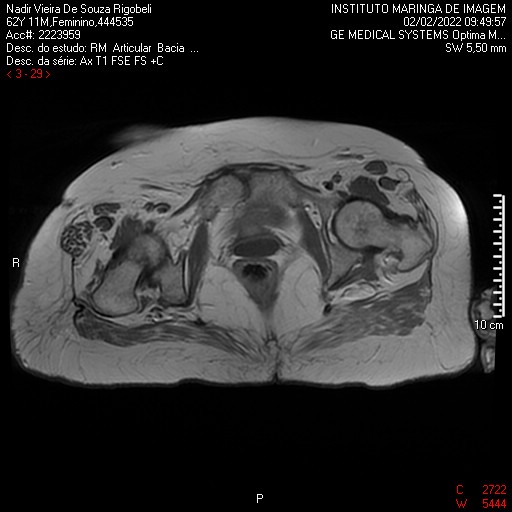 Nadir Vieira De Souza Rigobeli
62Y 11M,Feminino,444535
Acc#: 2223959
Desc. do estudo: RM Articular Bacia ...
Desc. da série: Ax T1 FSE FS +C
< 3 - 29 >
INSTITUTO MARINGA DE IMAGEM
02/02/2022 09:49:57
GE MEDICAL SYSTEMS Optima M...
SW 5,50 mm
R
10 cm
P
C 2722
W 5444